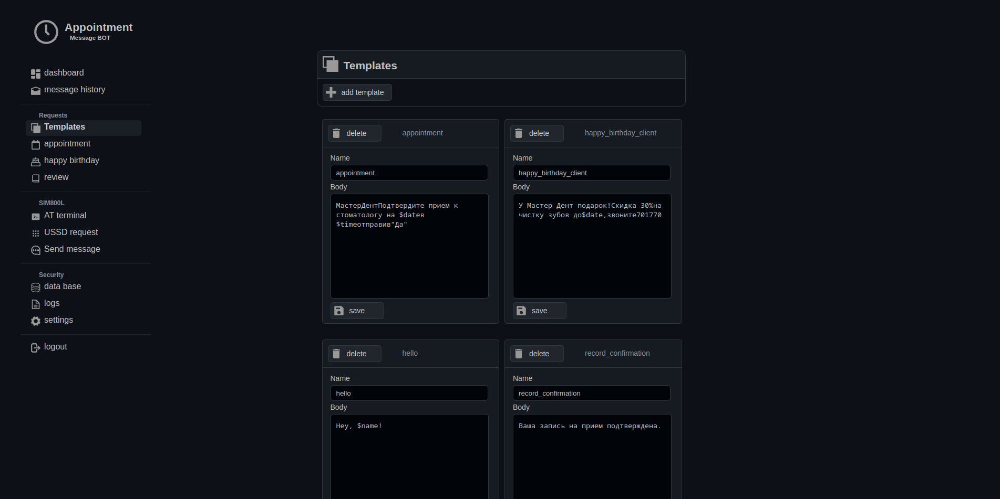 Appointment
Message BOT
dashboard
message history
Requests
Templates
appointment
happy birthday
review
SIM800L
AT terminal
USSD request
Send message
Security
data base
logs
settings
logout
Templates
add template
delete
appointment
Name
appointment
Body
МастерДентПодтвердите прием к
стоматологу на $dateв
$timeотправив"Да"
save
delete
happy_birthday_client
Name
happy_birthday_client
Body
У Мастер Дент подарок!Скидка 30%на
чистку зубов до$date,звоните701770
save
delete
hello
Name
hello
Body
Hey, $name!
delete
record_confirmation
Name
record_confirmation
Body
Ваша запись на прием подтверждена.